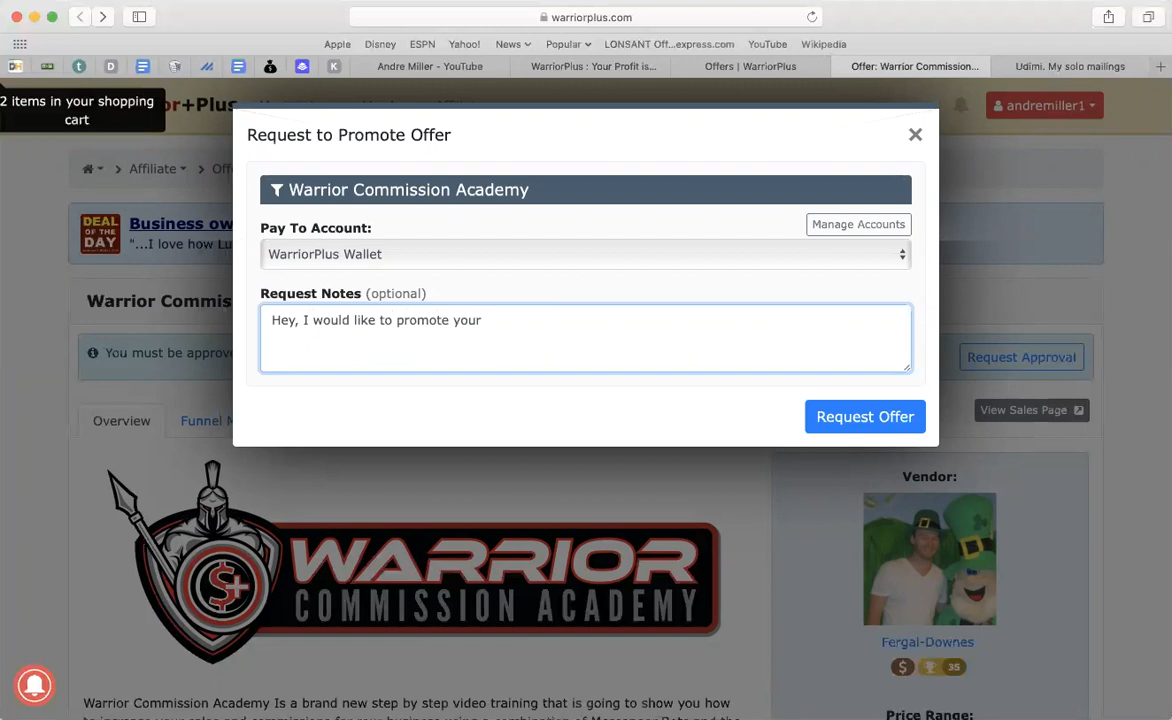 warriorplus.com
Apple Disney ESPN Yahoo! News Popular LONSANT Off...express.com YouTube Wikipedia
DH t D K Andre Miller - YouTube WarriorPlus : Your Profit is... Offers | WarriorPlus Offer: Warrior Commission... Udimi. My solo mailings
2 items in your shopping
cart
r+Plus
andremiller1
Affiliate
Business ow
DEAL OF THE DAY
"...I love how Lu
Warrior Commis
You must be approve
Request Approval
Request to Promote Offer
Warrior Commission Academy
Pay To Account:
Manage Accounts
WarriorPlus Wallet
Request Notes (optional)
Hey, I would like to promote your
Request Offer
View Sales Page
Overview
Funnel
Vendor:
WARRIOR
COMMISSION ACADEMY
Fergal-Downes
$ 35
Price Range:
Warrior Commission Academy Is a brand new step by step video training that is going to show you how